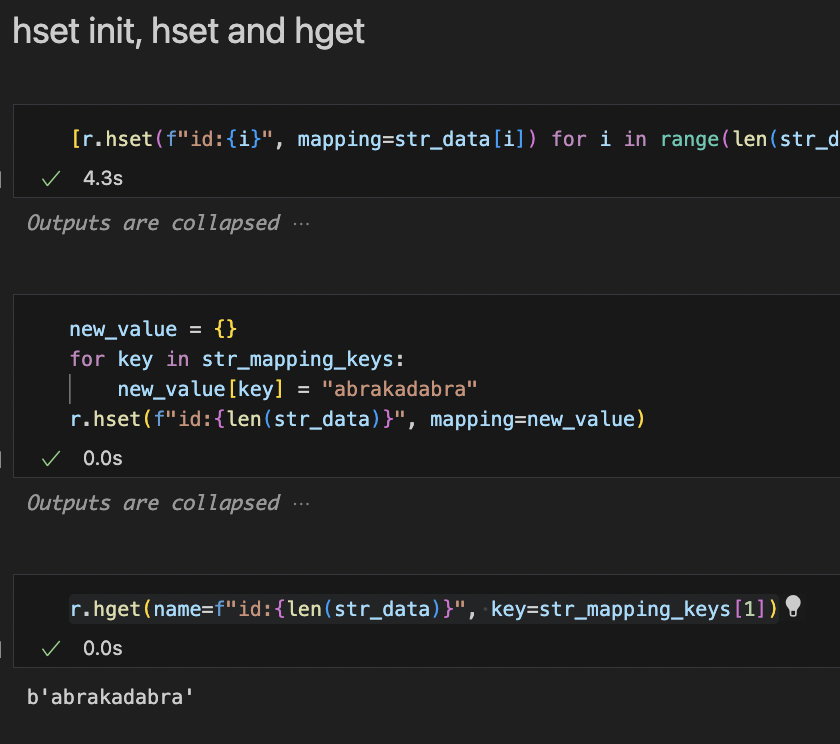 hset init, hset and hget
[r.hset(f"id:{i}", mapping=str_data[i]) for i in range(len(str_d
4.3s
Outputs are collapsed ...
new_value = {}
for key in str_mapping_keys:
    new_value[key] = "abrakadabra"
r.hset(f"id:{len(str_data)}", mapping=new_value)
0.0s
Outputs are collapsed ...
r.hget(name=f"id:{len(str_data)}", key=str_mapping_keys[1])
0.0s
b'abrakadabra'